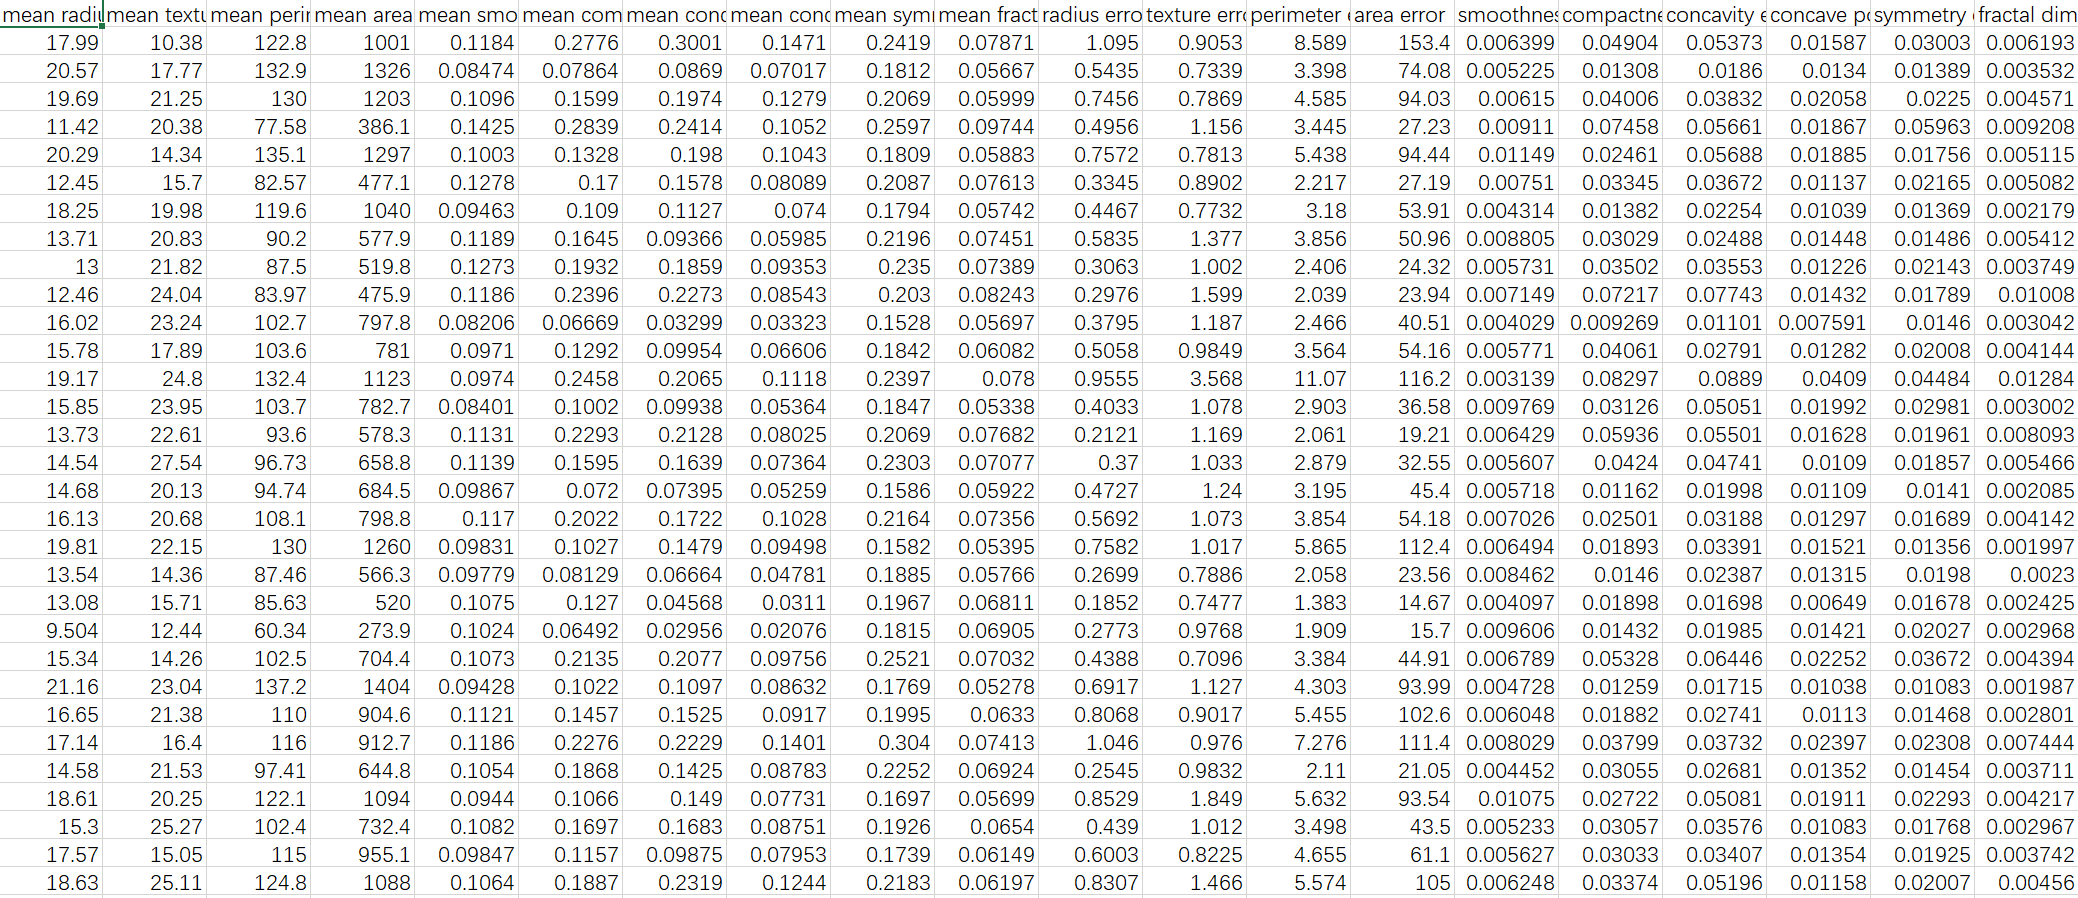 mean radi mean textu mean peri mean area mean smo mean com mean conc mean conc mean sym mean fract radius erro texture erro perimeter area error smoothnes compactne concavity e concave po symmetry fractal dim
17.99 10.38 122.8 1001 0.1184 0.2776 0.3001 0.1471 0.2419 0.07871 1.095 0.9053 8.589 153.4 0.006399 0.04904 0.05373 0.01587 0.03003 0.006193
20.57 17.77 132.9 1326 0.08474 0.07864 0.0869 0.07017 0.1812 0.05667 0.5435 0.7339 3.398 74.08 0.005225 0.01308 0.0186 0.0134 0.01389 0.003532
19.69 21.25 130 1203 0.1096 0.1599 0.1974 0.1279 0.2069 0.05999 0.7456 0.7869 4.585 94.03 0.00615 0.04006 0.03832 0.02058 0.0225 0.004571
11.42 20.38 77.58 386.1 0.1425 0.2839 0.2414 0.1052 0.2597 0.09744 0.4956 1.156 3.445 27.23 0.00911 0.07458 0.05661 0.01867 0.05963 0.009208
20.29 14.34 135.1 1297 0.1003 0.1328 0.198 0.1043 0.1809 0.05883 0.7572 0.7813 5.438 94.44 0.01149 0.02461 0.05688 0.01885 0.01756 0.005115
12.45 15.7 82.57 477.1 0.1278 0.17 0.1578 0.08089 0.2087 0.07613 0.3345 0.8902 2.217 27.19 0.00751 0.03345 0.03672 0.01137 0.02165 0.005082
18.25 19.98 119.6 1040 0.09463 0.109 0.1127 0.074 0.1794 0.05742 0.4467 0.7732 3.18 53.91 0.004314 0.01382 0.02254 0.01039 0.01369 0.002179
13.71 20.83 90.2 577.9 0.1189 0.1645 0.09366 0.05985 0.2196 0.07451 0.5835 1.377 3.856 50.96 0.008805 0.03029 0.02488 0.01448 0.01486 0.005412
13 21.82 87.5 519.8 0.1273 0.1932 0.1859 0.09353 0.235 0.07389 0.3063 1.002 2.406 24.32 0.005731 0.03502 0.03553 0.01226 0.02143 0.003749
12.46 24.04 83.97 475.9 0.1186 0.2396 0.2273 0.08543 0.203 0.08243 0.2976 1.599 2.039 23.94 0.007149 0.07217 0.07743 0.01432 0.01789 0.01008
16.02 23.24 102.7 797.8 0.08206 0.06669 0.03299 0.03323 0.1528 0.05697 0.3795 1.187 2.466 40.51 0.004029 0.009269 0.01101 0.007591 0.0146 0.003042
15.78 17.89 103.6 781 0.0971 0.1292 0.09954 0.06606 0.1842 0.06082 0.5058 0.9849 3.564 54.16 0.005771 0.04061 0.02791 0.01282 0.02008 0.004144
19.17 24.8 132.4 1123 0.0974 0.2458 0.2065 0.1118 0.2397 0.078 0.9555 3.568 11.07 116.2 0.003139 0.08297 0.0889 0.0409 0.04484 0.01284
15.85 23.95 103.7 782.7 0.08401 0.1002 0.09938 0.05364 0.1847 0.05338 0.4033 1.078 2.903 36.58 0.009769 0.03126 0.05051 0.01992 0.02981 0.003002
13.73 22.61 93.6 578.3 0.1131 0.2293 0.2128 0.08025 0.2069 0.07682 0.2121 1.169 2.061 19.21 0.006429 0.05936 0.05501 0.01628 0.01961 0.008093
14.54 27.54 96.73 658.8 0.1139 0.1595 0.1639 0.07364 0.2303 0.07077 0.37 1.033 2.879 32.55 0.005607 0.0424 0.04741 0.0109 0.01857 0.005466
14.68 20.13 94.74 684.5 0.09867 0.072 0.07395 0.05259 0.1586 0.05922 0.4727 1.24 3.195 45.4 0.005718 0.01162 0.01998 0.01109 0.0141 0.002085
16.13 20.68 108.1 798.8 0.117 0.2022 0.1722 0.1028 0.2164 0.07356 0.5692 1.073 3.854 54.18 0.007026 0.02501 0.03188 0.01297 0.01689 0.004142
19.81 22.15 130 1260 0.09831 0.1027 0.1479 0.09498 0.1582 0.05395 0.7582 1.017 5.865 112.4 0.006494 0.01893 0.03391 0.01521 0.01356 0.001997
13.54 14.36 87.46 566.3 0.09779 0.08129 0.06664 0.04781 0.1885 0.05766 0.2699 0.7886 2.058 23.56 0.008462 0.0146 0.02387 0.01315 0.0198 0.0023
13.08 15.71 85.63 520 0.1075 0.127 0.04568 0.0311 0.1967 0.06811 0.1852 0.7477 1.383 14.67 0.004097 0.01898 0.01698 0.00649 0.01678 0.002425
9.504 12.44 60.34 273.9 0.1024 0.06492 0.02956 0.02076 0.1815 0.06905 0.2773 0.9768 1.909 15.7 0.009606 0.01432 0.01985 0.01421 0.02027 0.002968
15.34 14.26 102.5 704.4 0.1073 0.2135 0.2077 0.09756 0.2521 0.07032 0.4388 0.7096 3.384 44.91 0.006789 0.05328 0.06446 0.02252 0.03672 0.004394
21.16 23.04 137.2 1404 0.09428 0.1022 0.1097 0.08632 0.1769 0.05278 0.6917 1.127 4.303 93.99 0.004728 0.01259 0.01715 0.01038 0.01083 0.001987
16.65 21.38 110 904.6 0.1121 0.1457 0.1525 0.0917 0.1995 0.0633 0.8068 0.9017 5.455 102.6 0.006048 0.01882 0.02741 0.0113 0.01468 0.002801
17.14 16.4 116 912.7 0.1186 0.2276 0.2229 0.1401 0.304 0.07413 1.046 0.976 7.276 111.4 0.008029 0.03799 0.03732 0.02397 0.02308 0.007444
14.58 21.53 97.41 644.8 0.1054 0.1868 0.1425 0.08783 0.2252 0.06924 0.2545 0.9832 2.11 21.05 0.004452 0.03055 0.02681 0.01352 0.01454 0.003711
18.61 20.25 122.1 1094 0.0944 0.1066 0.149 0.07731 0.1697 0.05699 0.8529 1.849 5.632 93.54 0.01075 0.02722 0.05081 0.01911 0.02293 0.004217
15.3 25.27 102.4 732.4 0.1082 0.1697 0.1683 0.08751 0.1926 0.0654 0.439 1.012 3.498 43.5 0.005233 0.03057 0.03576 0.01083 0.01768 0.002967
17.57 15.05 115 955.1 0.09847 0.1157 0.09875 0.07953 0.1739 0.06149 0.6003 0.8225 4.655 61.1 0.005627 0.03033 0.03407 0.01354 0.01925 0.003742
18.63 25.11 124.8 1088 0.1064 0.1887 0.2319 0.1244 0.2183 0.06197 0.8307 1.466 5.574 105 0.006248 0.03374 0.05196 0.01158 0.02007 0.00456